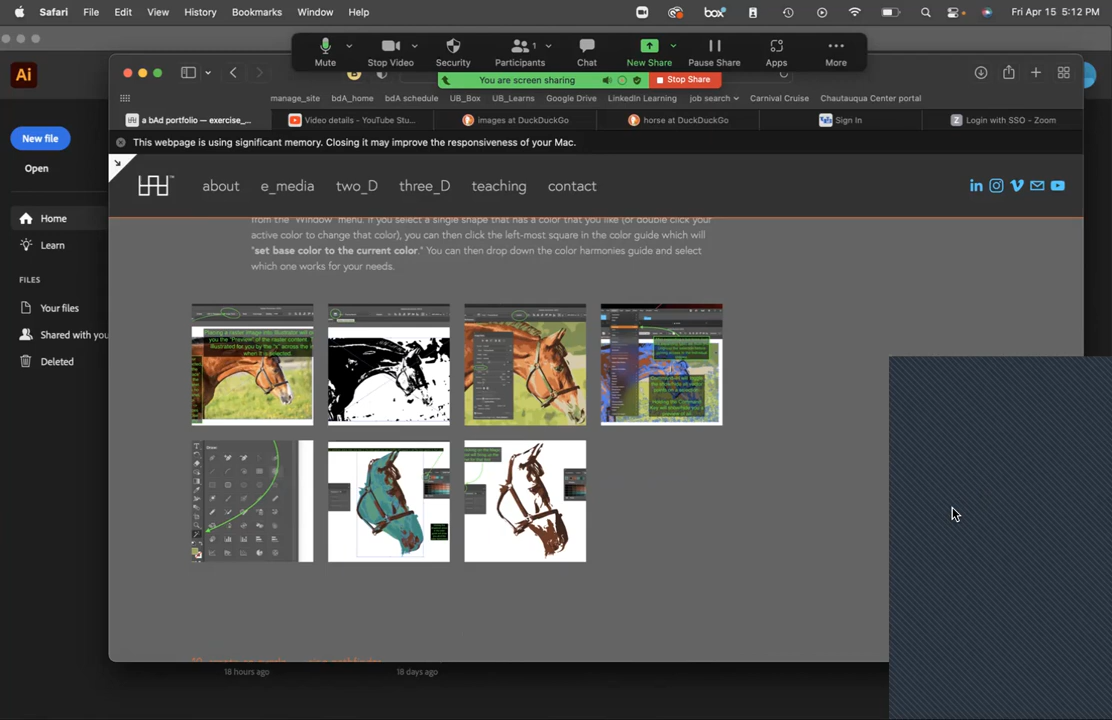 Safari File Edit View History Bookmarks Window Help
box
Fri Apr 15 5:12 PM
Mute Stop Video Security Participants 1 Chat New Share Pause Share Apps More
You are screen sharing Stop Share
Ai
manage_site bdA_home bdA schedule UB_Box UB_Learns Google Drive LinkedIn Learning job search Carnival Cruise Chautauqua Center portal
New file
a bAd portfolio — exercise_... Video details - YouTube Stu... images at DuckDuckGo horse at DuckDuckGo Sign In Login with SSO - Zoom
This webpage is using significant memory. Closing it may improve the responsiveness of your Mac.
Open
about e_media two_D three_D teaching contact
Home
Learn
FILES
Your files
Shared with you
Deleted
from the "Window" menu. If you select a single shape that has a color that you like (or double click your
active color to change that color), you can then click the left-most square in the color guide which will
"set base color to the current color." You can then drop down the color harmonies guide and select
which one works for your needs.
18 hours ago 18 days ago